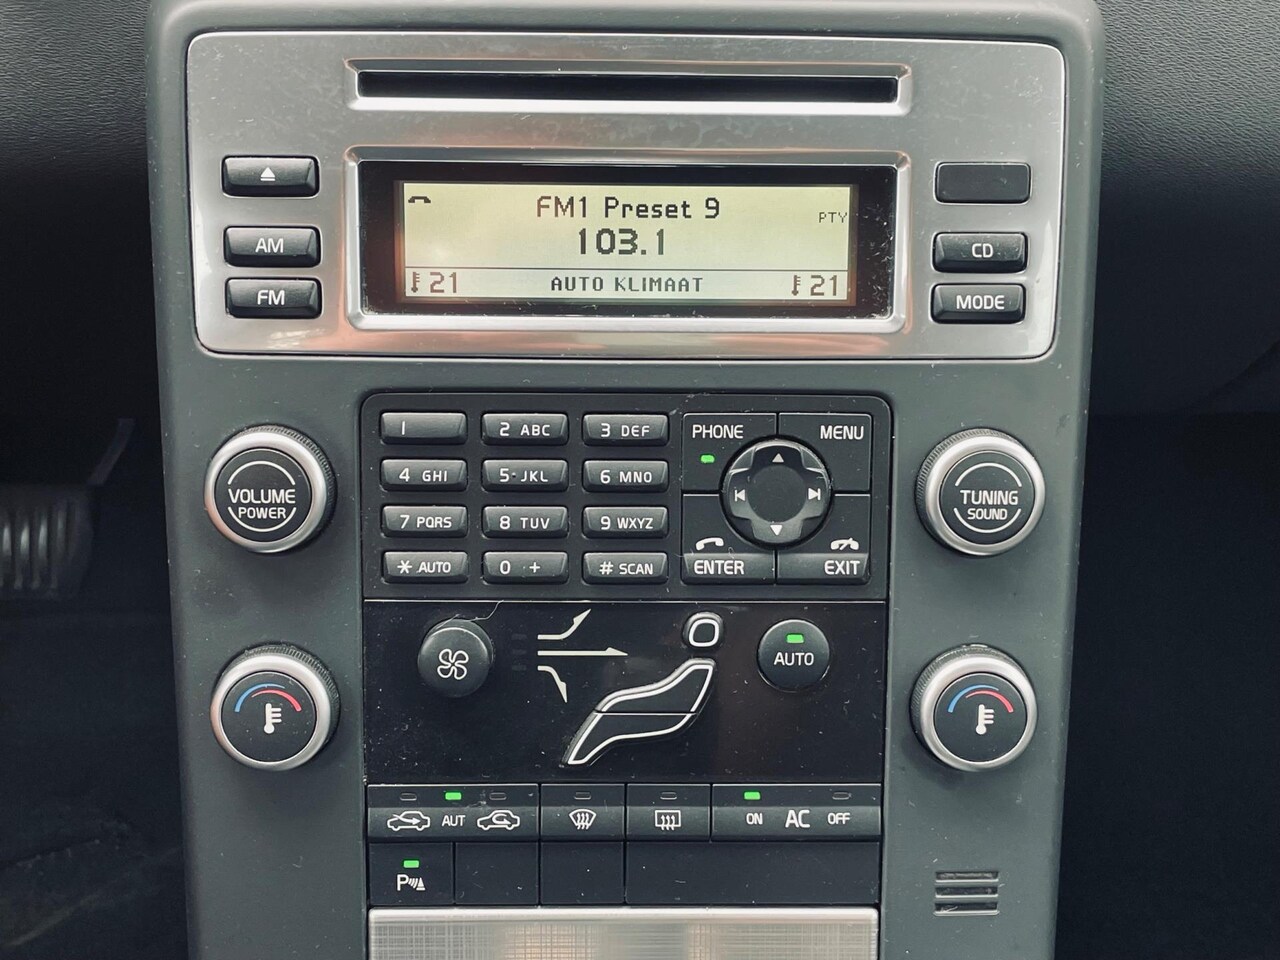 FM1 Preset 9
PTY
103.1
21 AUTO KLIMAAT 21
AM
FM
CD
MODE
1 2 ABC 3 DEF
4 GHI 5 JKL 6 MNO
7 PQRS 8 TUV 9 WXYZ
* AUTO 0 + # SCAN
PHONE MENU
ENTER EXIT
VOLUME
POWER
TUNING
SOUND
AUTO
AUT
ON AC OFF
P